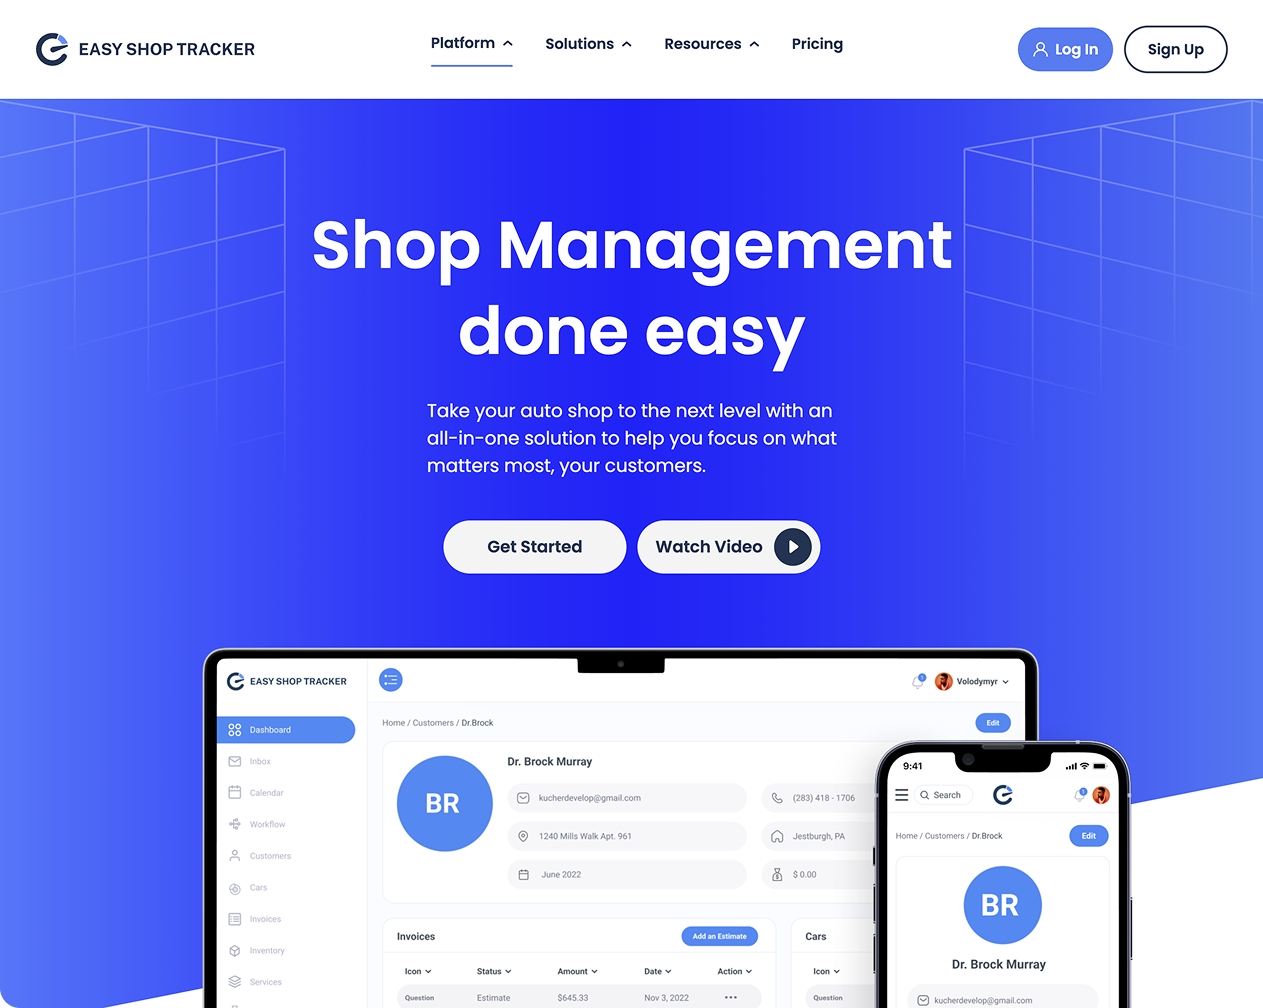 EASY SHOP TRACKER
Platform
Solutions
Resources
Pricing
Log In
Sign Up
Shop Management
done easy
Take your auto shop to the next level with an
all-in-one solution to help you focus on what
matters most, your customers.
Get Started
Watch Video
EASY SHOP TRACKER
1
Volodymyr
Dashboard
Inbox
Calendar
Workflow
Customers
Cars
Invoices
Inventory
Services
Home / Customers / Dr.Brock
Edit
BR
Dr. Brock Murray
kucherdevelop@gmail.com
(283) 418 - 1706
1240 Mills Walk Apt. 961
Jestburgh, PA
June 2022
$ 0.00
Invoices
Add an Estimate
Icon
Status
Amount
Date
Action
Question
Estimate
$645.33
Nov 3, 2022
Cars
Icon
Question
9:41
Search
1
Home / Customers / Dr.Brock
Edit
BR
Dr. Brock Murray
kucherdevelop@gmail.com